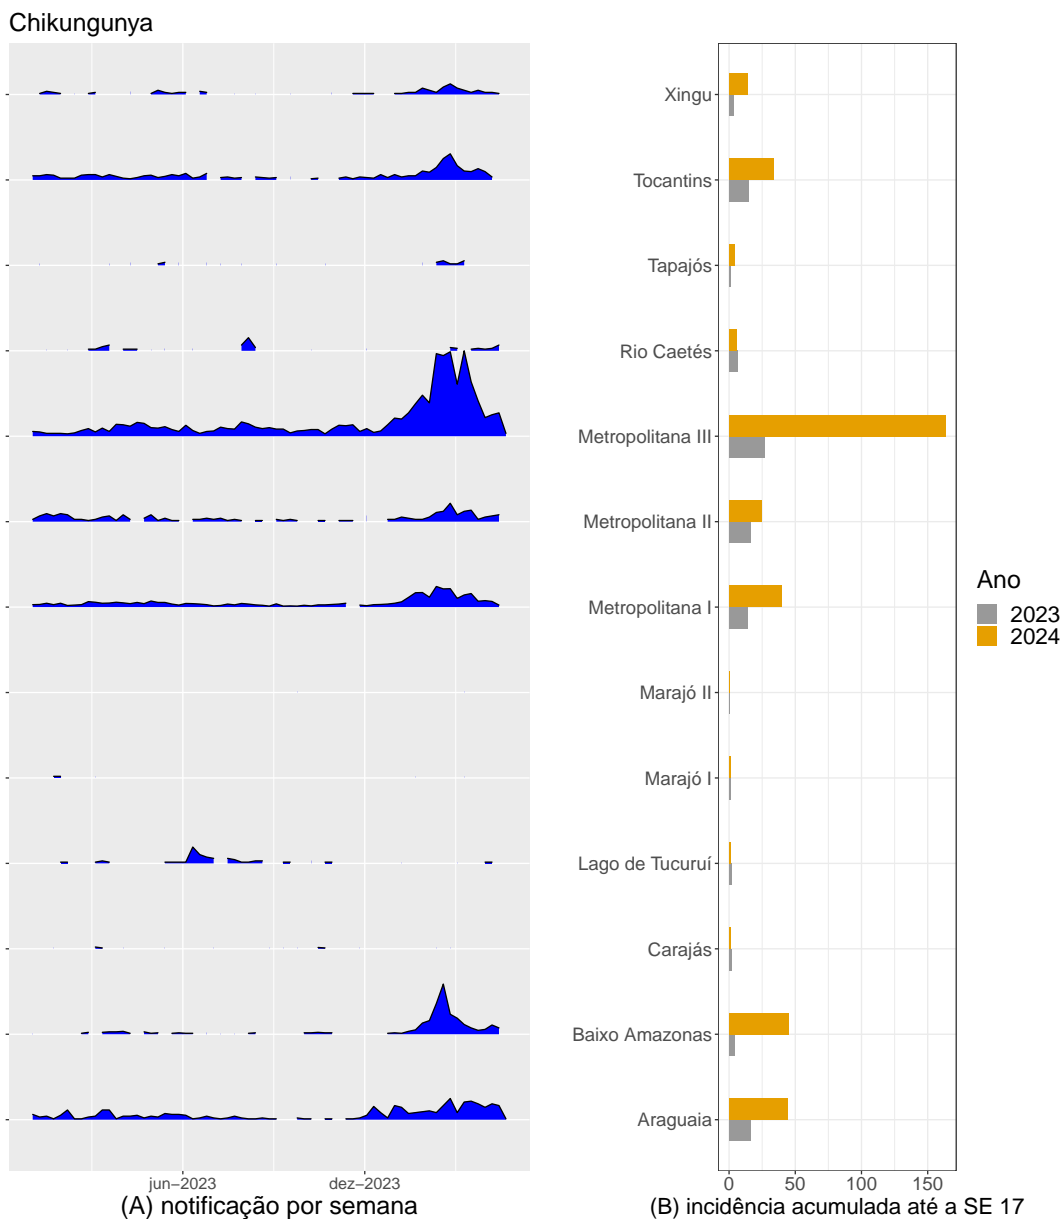 Chikungunya
Xingu
Tocantins
Tapajós
Rio Caetés
Metropolitana III
Metropolitana II
Metropolitana I
Marajó II
Marajó I
Lago de Tucuruí
Carajás
Baixo Amazonas
Araguaia
jun−2023 dez−2023
(A) notificação por semana
0 50 100 150
(B) incidência acumulada até a SE 17
Ano
2023
2024